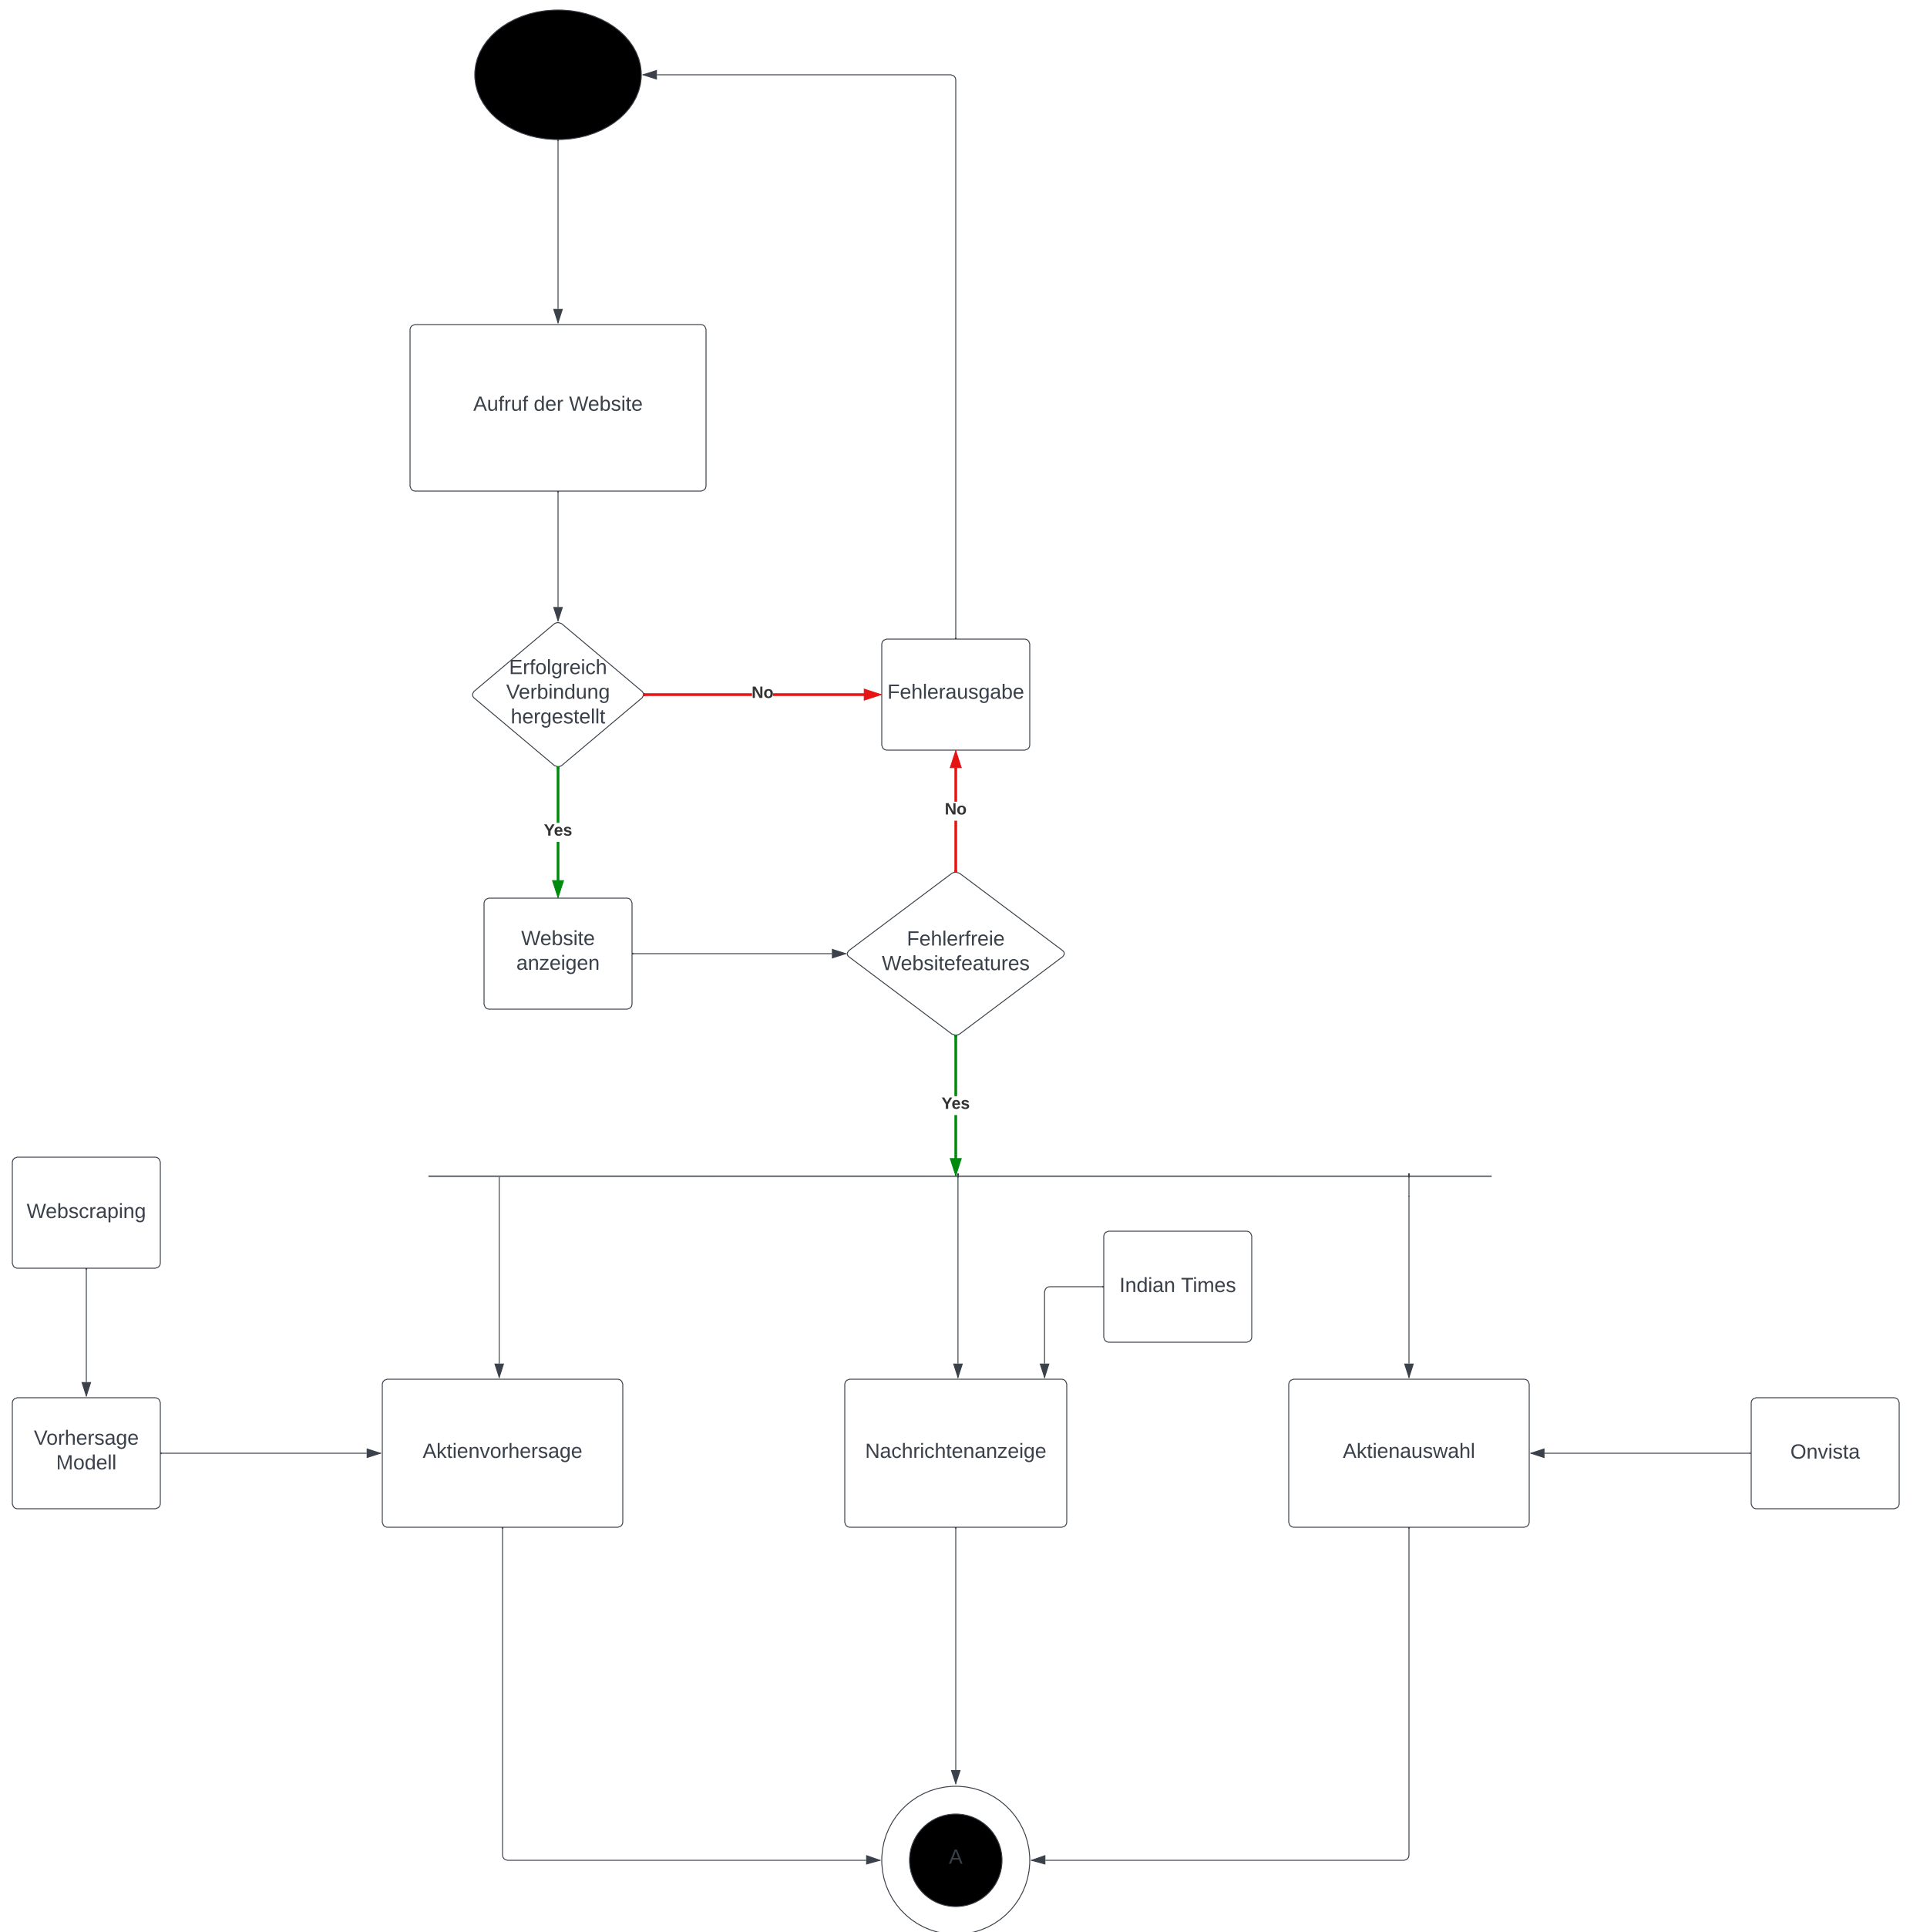 Aufruf der Website
Erfolgreich
Verbindung
hergestellt
No
Fehlerausgabe
No
Yes
Website
anzeigen
Fehlerfreie
Websitefeatures
Yes
Webscraping
Indian Times
Vorhersage
Modell
Aktienvorhersage
Nachrichtenanzeige
Aktienauswahl
Onvista
A